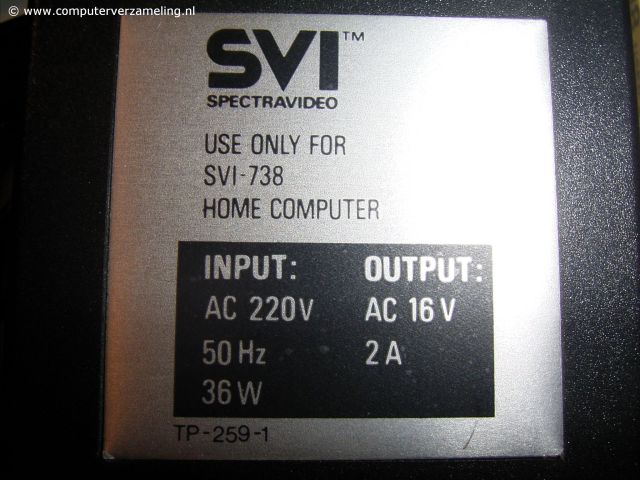 © www.computerverzameling.nl
SVI™
SPECTRAVIDEO
USE ONLY FOR
SVI-738
HOME COMPUTER
INPUT: OUTPUT:
AC 220V AC 16V
50 Hz 2 A
36 W
TP-259-1